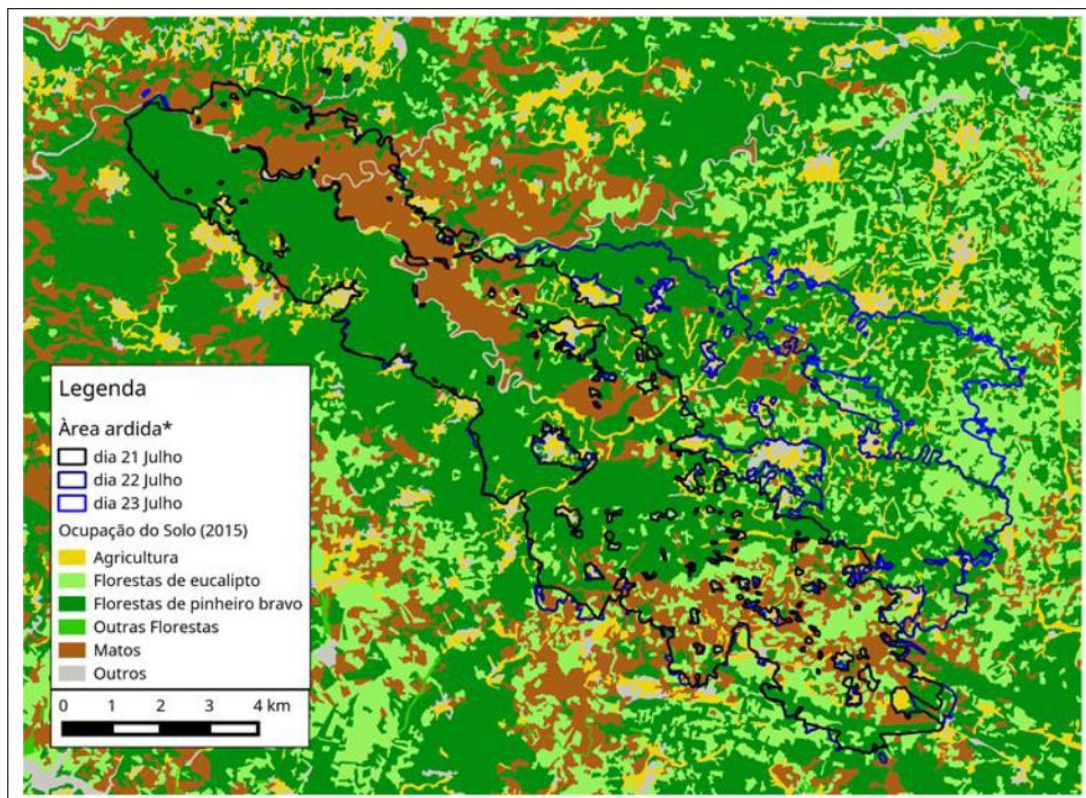 Legenda
Àrea ardida*
dia 21 Julho
dia 22 Julho
dia 23 Julho
Ocupação do Solo (2015)
Agricultura
Florestas de eucalipto
Florestas de pinheiro bravo
Outras Florestas
Matos
Outros
0 1 2 3 4 km